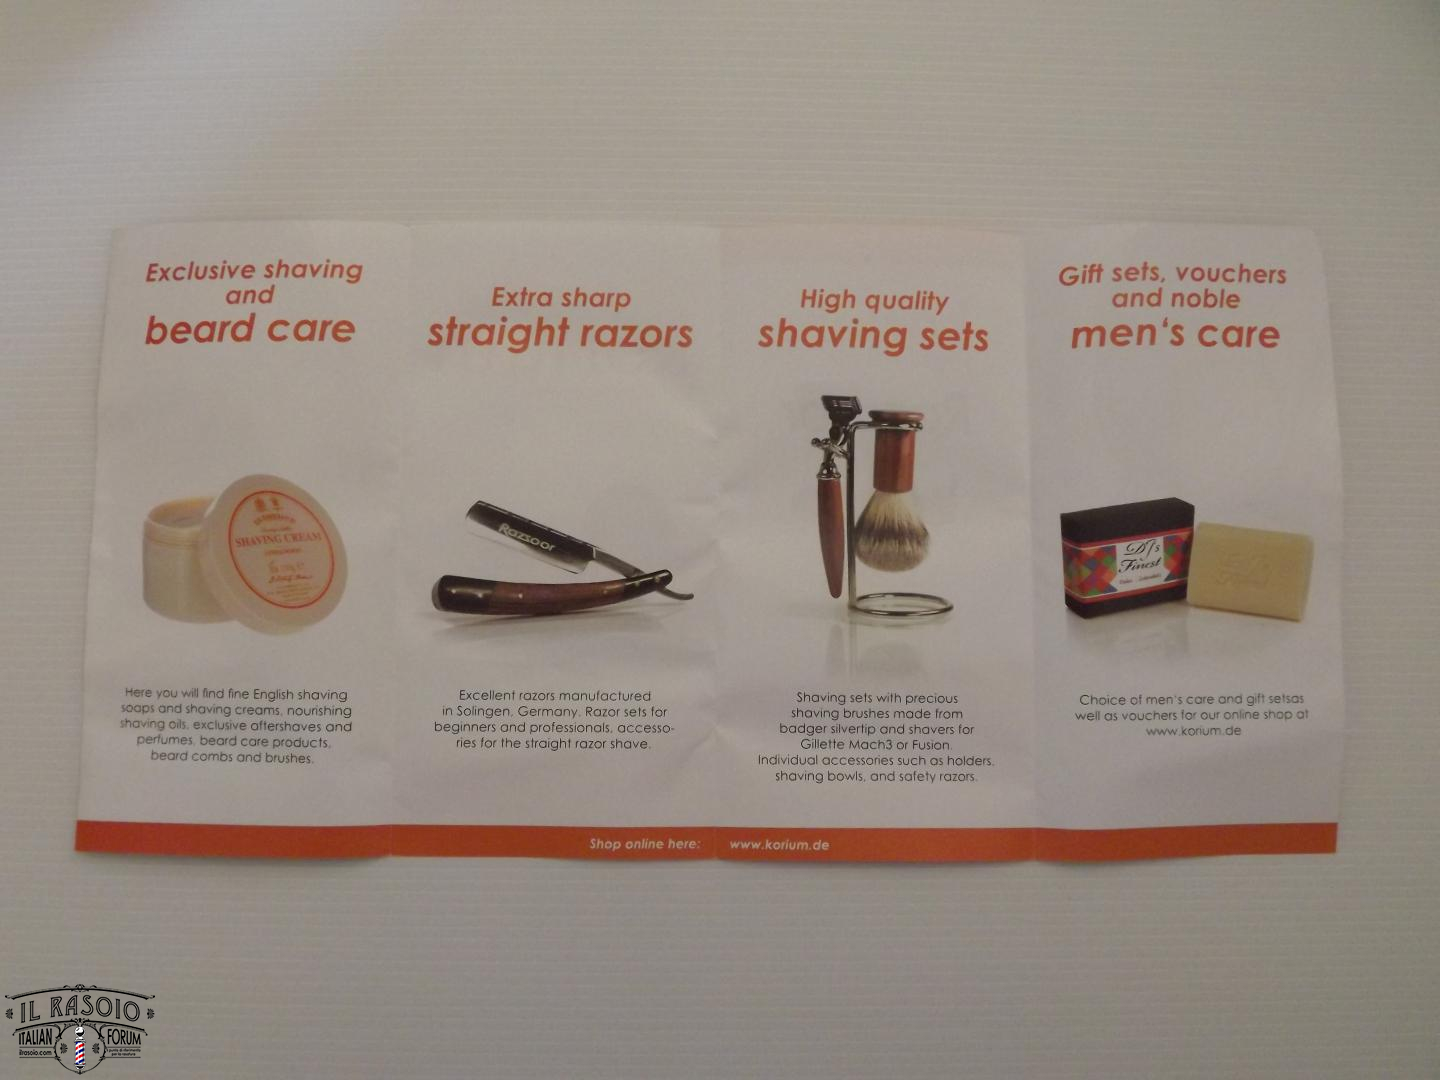 Exclusive shaving
and
beard care
SHAVING CREAM
Here you will find fine English shaving
soaps and shaving creams, nourishing
shaving oils, exclusive aftershaves and
perfumes, beard care products,
beard combs and brushes.
Extra sharp
straight razors
Razsoor
Excellent razors manufactured
in Solingen, Germany. Razor sets for
beginners and professionals, accesso-
ries for the straight razor shave.
High quality
shaving sets
Shaving sets with precious
shaving brushes made from
badger silvertip and shavers for
Gillette Mach3 or Fusion.
Individual accessories such as holders,
shaving bowls, and safety razors.
Gift sets, vouchers
and noble
men‘s care
DJ's
Finest
Choice of men's care and gift setsas
well as vouchers for our online shop at
www.korium.de
Shop online here: www.korium.de
IL RASOIO
ITALIAN FORUM
ilrasoio.com